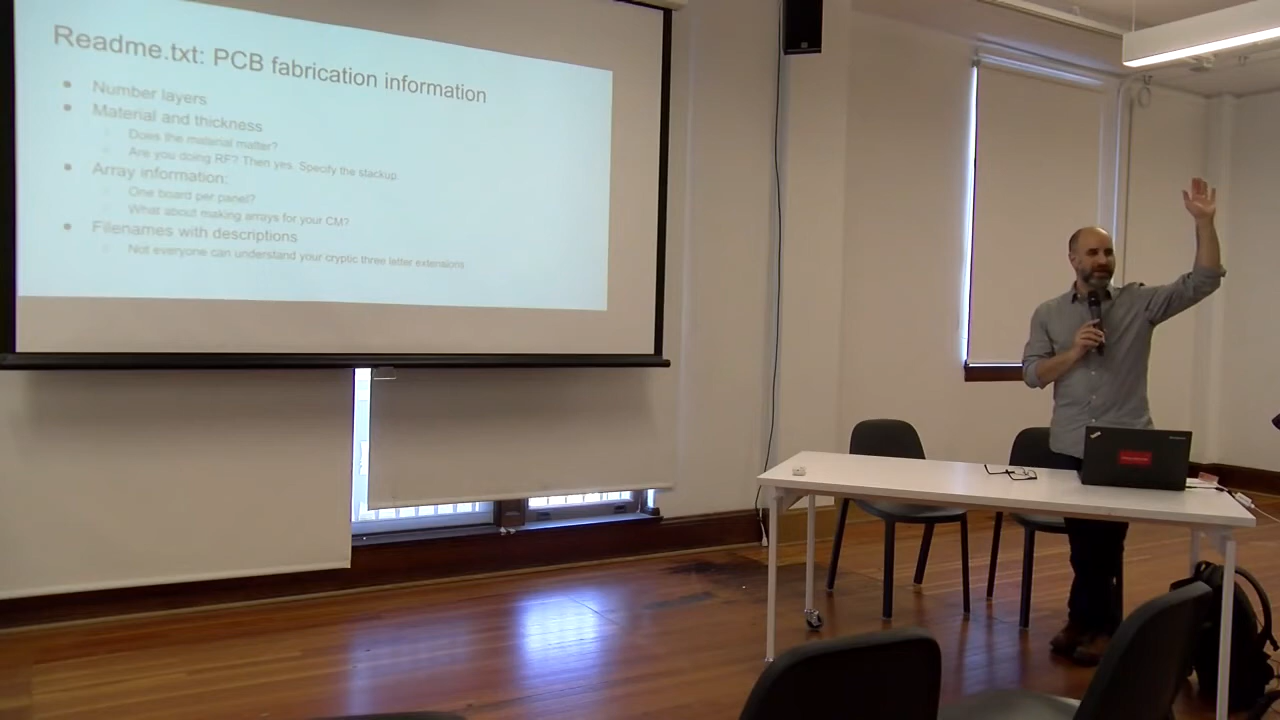 Readme.txt: PCB fabrication information
Number layers
Material and thickness
Does the material matter?
Are you doing RF? Then yes. Specify the stackup
Array information:
One board per panel?
What about making arrays for your CM?
Filenames with descriptions
Not everyone can understand your cryptic three letter extensions